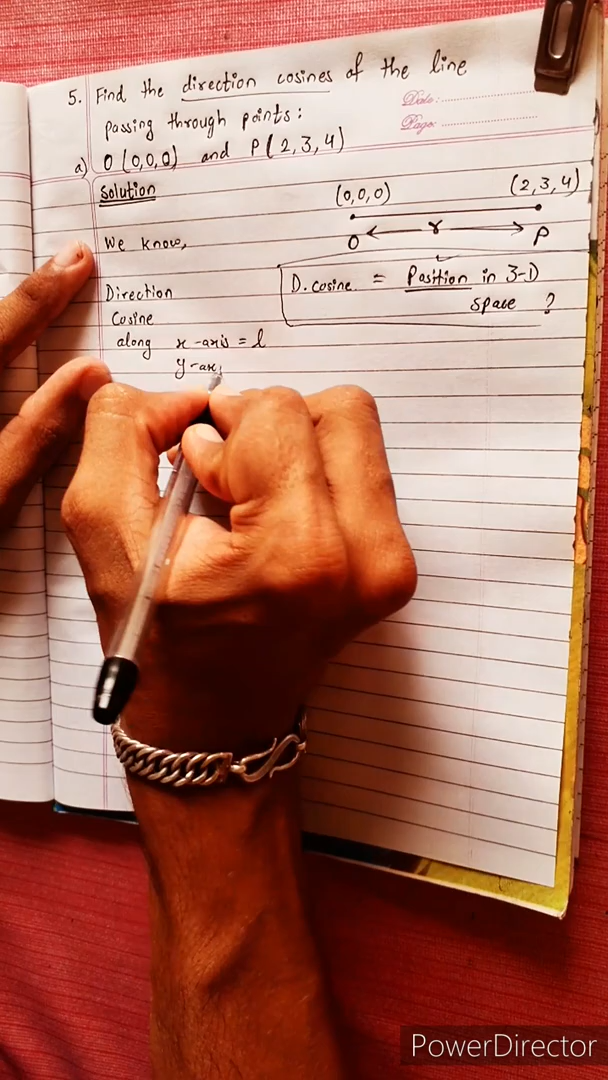 5. Find the direction cosines of the line
Date:
passing through points:
Page:
a) O (0,0,0) and P(2,3,4)
Solution
(0,0,0) (2,3,4)
We know,
O r P
D. cosine = Position in 3-D
space ?
Direction
Cosine
along x-axis = l
y-axi
PowerDirector